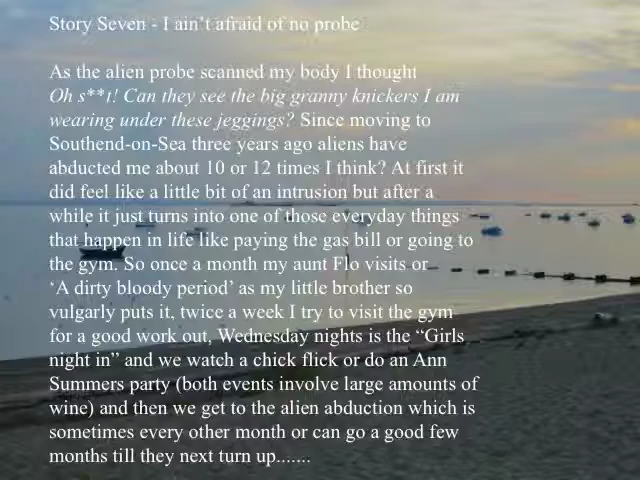 Story Seven - I ain't afraid of no probe
As the alien probe scanned my body I thought
Oh s**t! Can they see the big granny knickers I am
wearing under these jeggings? Since moving to
Southend-on-Sea three years ago aliens have
abducted me about 10 or 12 times I think? At first it
did feel like a little bit of an intrusion but after a
while it just turns into one of those everyday things
that happen in life like paying the gas bill or going to
the gym. So once a month my aunt Flo visits or
‘A dirty bloody period’ as my little brother so
vulgarly puts it, twice a week I try to visit the gym
for a good work out, Wednesday nights is the “Girls
night in” and we watch a chick flick or do an Ann
Summers party (both events involve large amounts of
wine) and then we get to the alien abduction which is
sometimes every other month or can go a good few
months till they next turn up.......